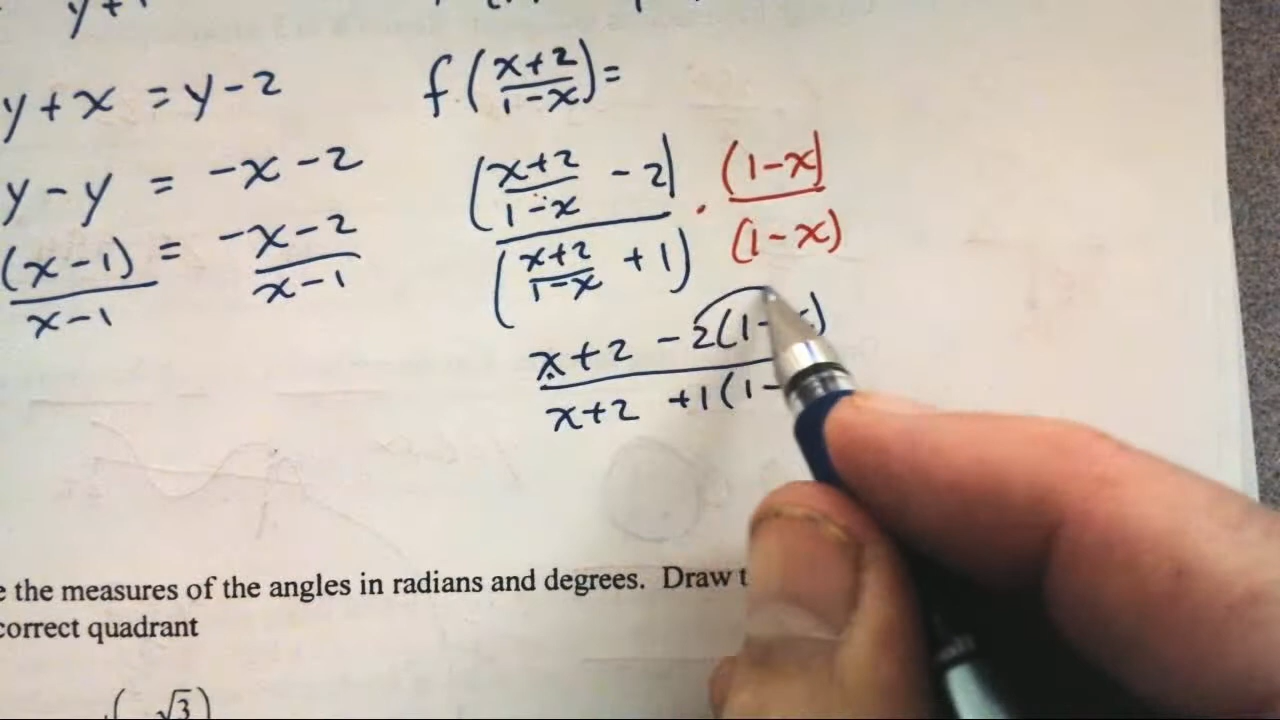 y+
y+x = y-2
y-y = -x-2
(x-1)/(x-1) = (-x-2)/(x-1)
f((x+2)/(1-x)) =
((x+2)/(1-x) - 2)/((x+2)/(1-x) + 1) · (1-x)/(1-x)
(x+2 - 2(1-x))/(x+2 +1(1-
e the measures of the angles in radians and degrees. Draw t
correct quadrant
( √3 )